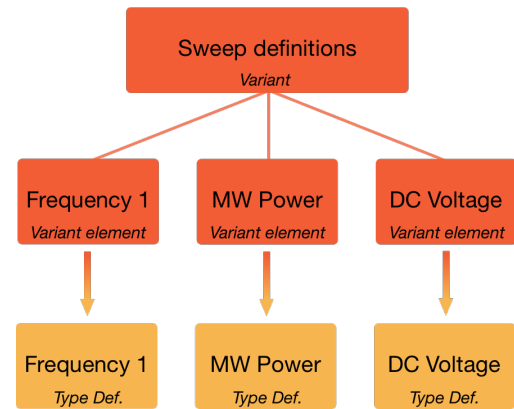 Sweep definitions
Variant
Frequency 1
Variant element
MW Power
Variant element
DC Voltage
Variant element
Frequency 1
Type Def.
MW Power
Type Def.
DC Voltage
Type Def.